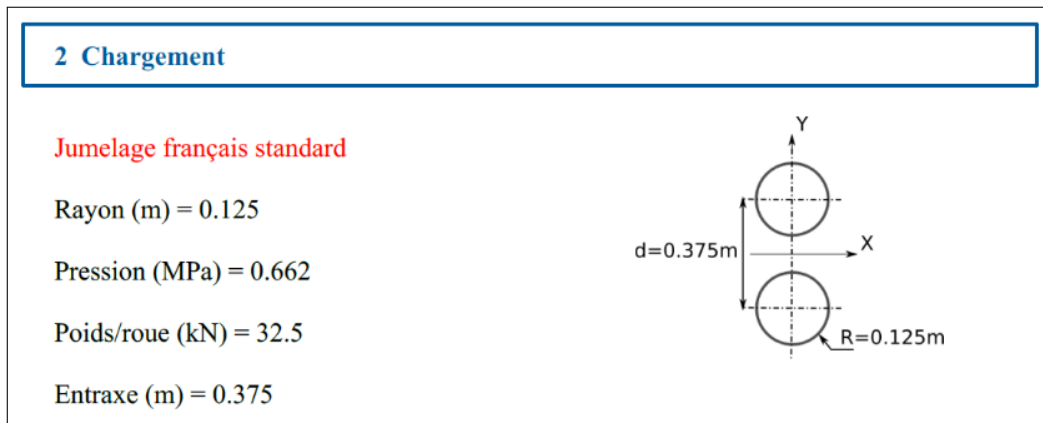 2 Chargement
Jumelage français standard
Rayon (m) = 0.125
Pression (MPa) = 0.662
Poids/roue (kN) = 32.5
Entraxe (m) = 0.375
Y
X
d=0.375m
R=0.125m